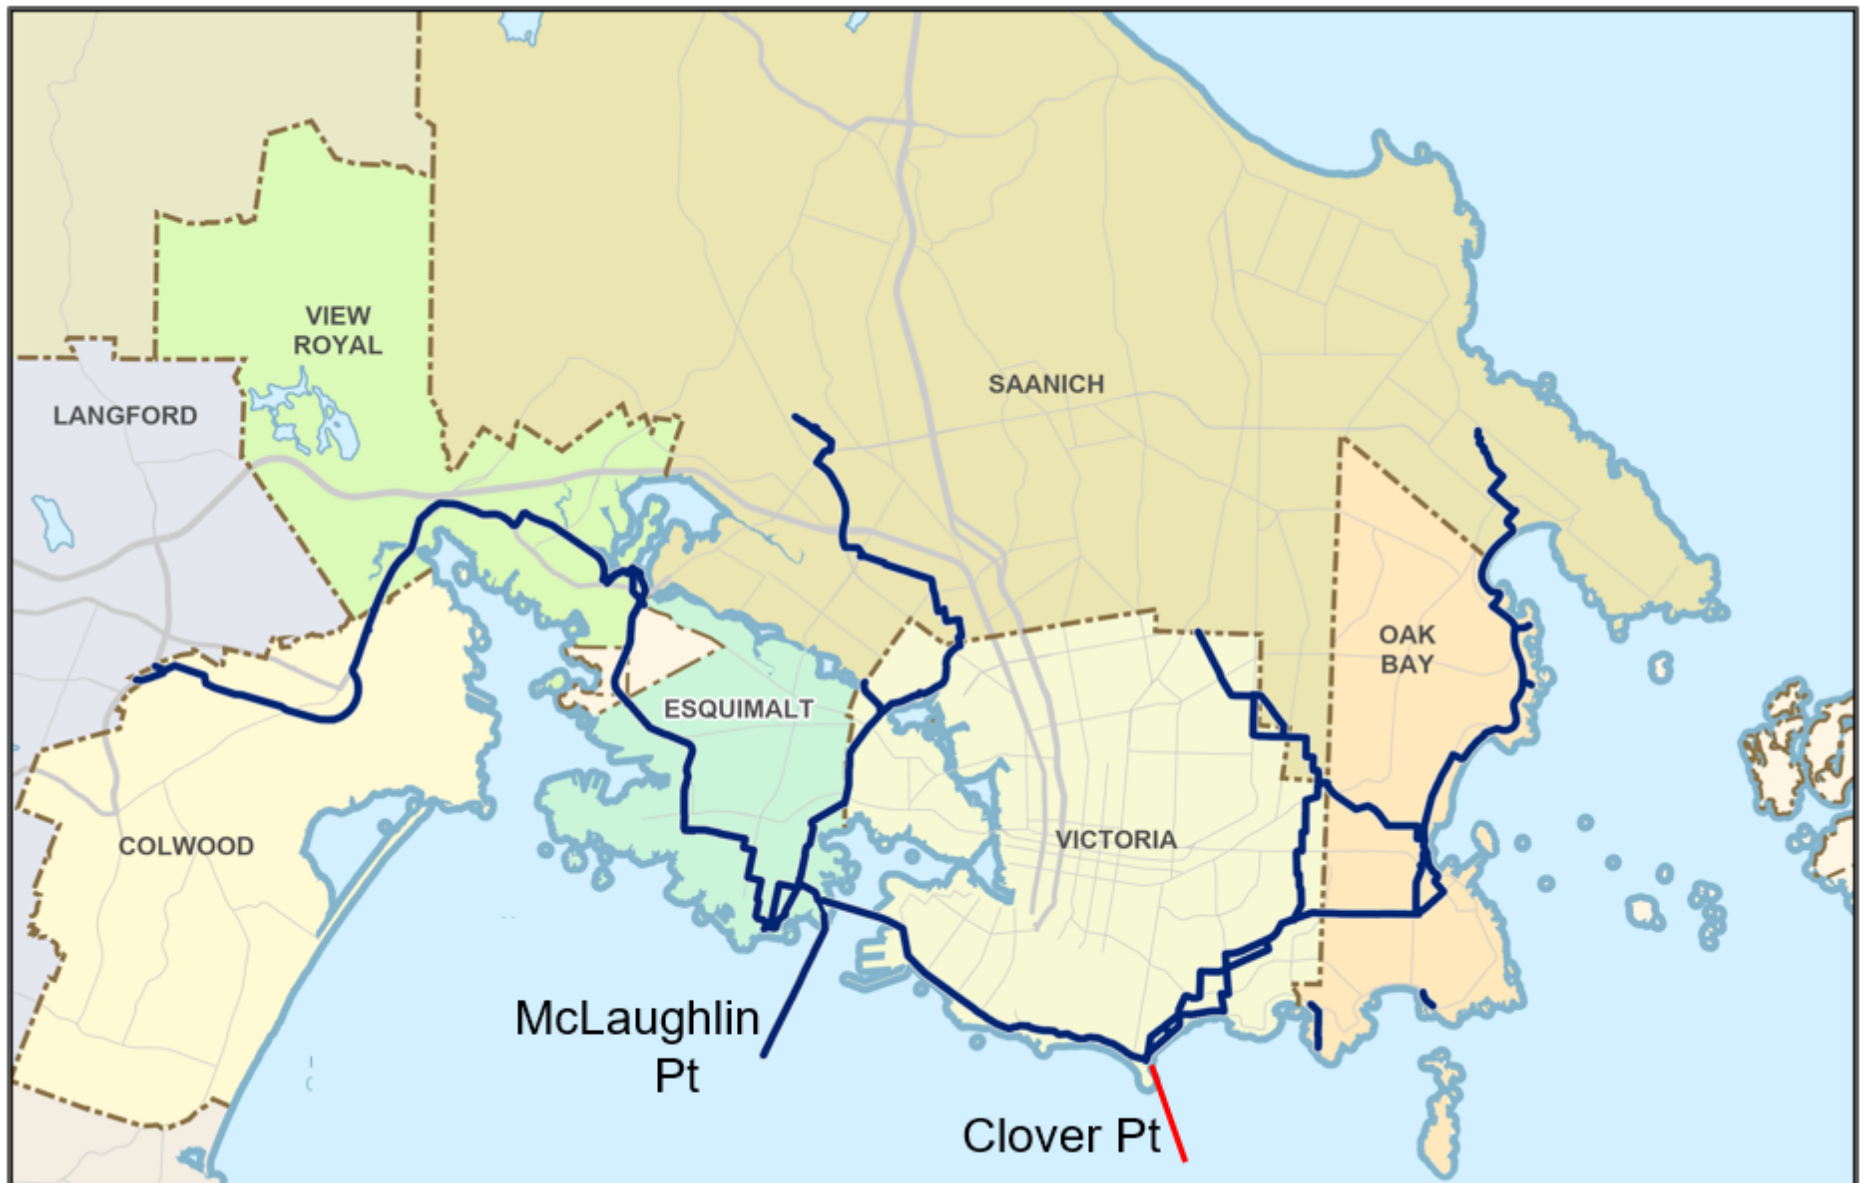 VIEW
ROYAL
LANGFORD
SAANICH
OAK
BAY
ESQUIMALT
COLWOOD
VICTORIA
McLaughlin
Pt
Clover Pt